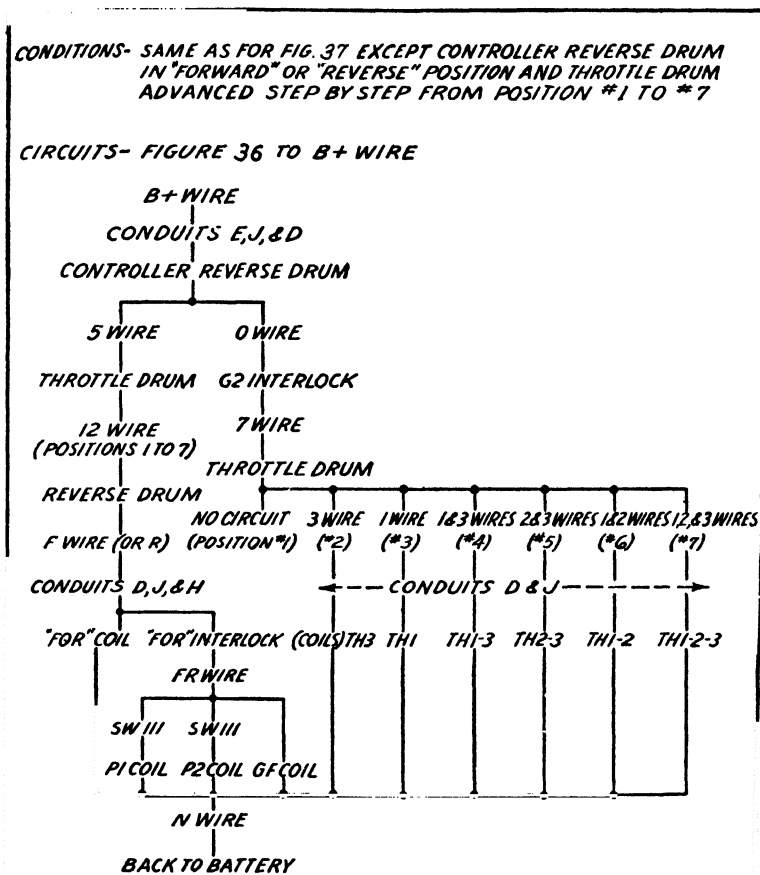 CONDITIONS- SAME AS FOR FIG. 37 EXCEPT CONTROLLER REVERSE DRUM
IN "FORWARD" OR "REVERSE" POSITION AND THROTTLE DRUM
ADVANCED STEP BY STEP FROM POSITION #1 TO #7
CIRCUITS- FIGURE 36 TO B+ WIRE
B+ WIRE
CONDUITS E,J,&D
CONTROLLER REVERSE DRUM
5 WIRE 0 WIRE
THROTTLE DRUM G2 INTERLOCK
12 WIRE 7 WIRE
(POSITIONS 1 TO 7)
THROTTLE DRUM
REVERSE DRUM
NO CIRCUIT 3 WIRE 1 WIRE 1&3 WIRES 2&3 WIRES 1&2 WIRES 1,2,&3 WIRES
F WIRE (OR R) (POSITION #1) (#2) (#3) (#4) (#5) (#6) (#7)
CONDUITS D,J,&H CONDUITS D & J
"FOR" COIL "FOR" INTERLOCK (COILS) TH3 TH1 TH1-3 TH2-3 TH1-2 TH1-2-3
FR WIRE
SW III SW III
P1 COIL P2 COIL GF COIL
N WIRE
BACK TO BATTERY